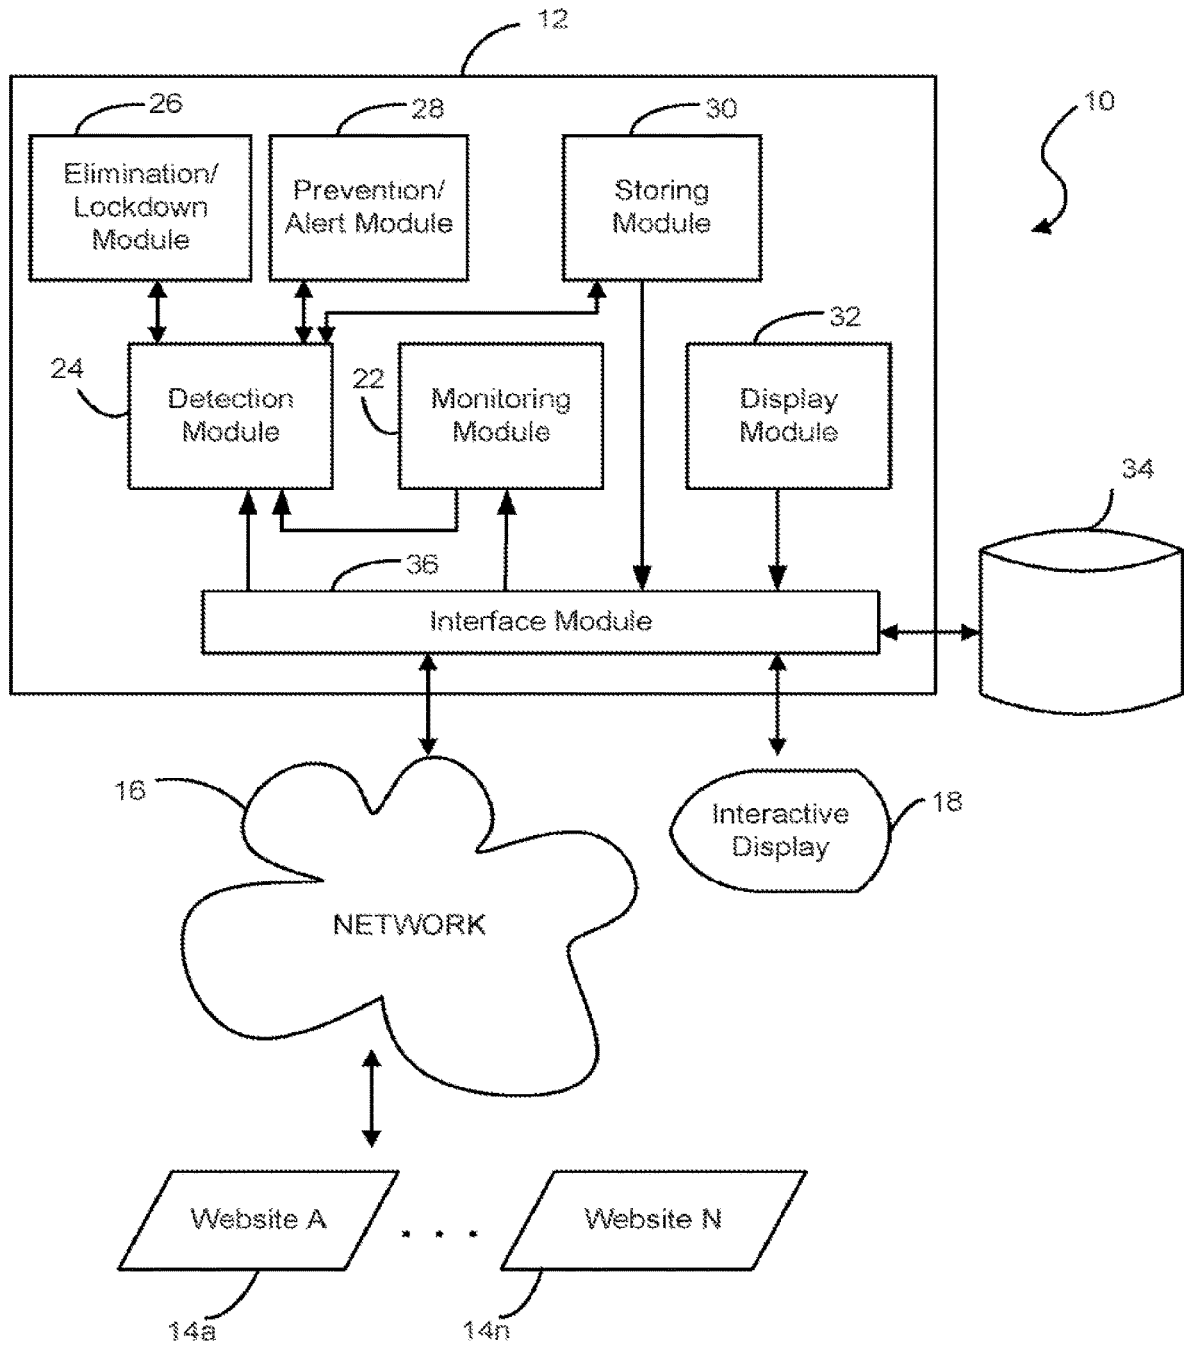 12
10
26
28
30
Elimination/
Lockdown
Module
Prevention/
Alert Module
Storing
Module
32
24
22
Detection
Module
Monitoring
Module
Display
Module
34
36
Interface Module
16
18
Interactive
Display
NETWORK
Website A
. . .
Website N
14a
14n